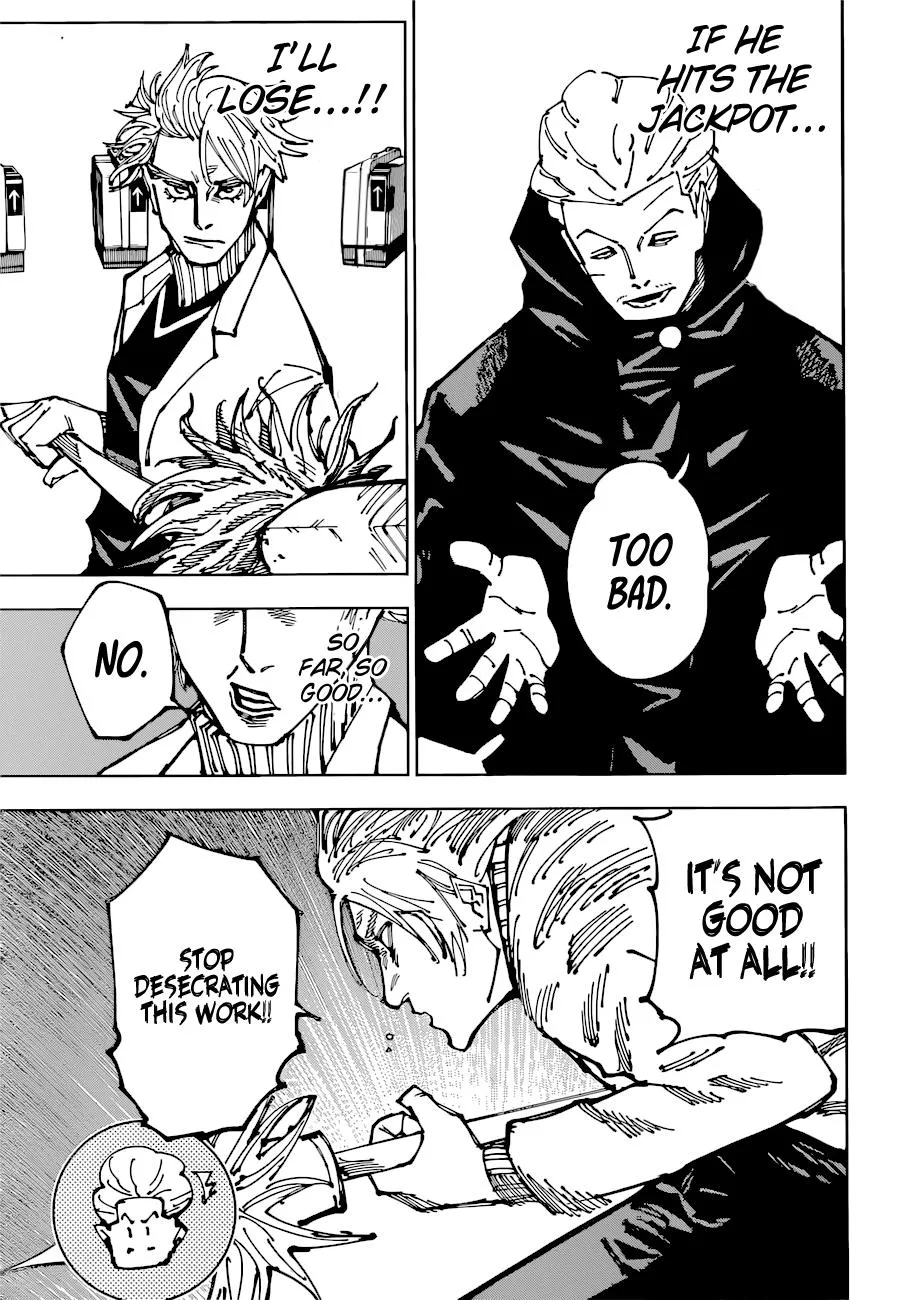 IF HE
HITS THE
JACKPOT...
TOO
BAD.
I'LL
LOSE...!!
SO
FAR, SO
GOOD...
NO.
IT'S NOT
GOOD
AT ALL!!
STOP
DESECRATING
THIS WORK!!